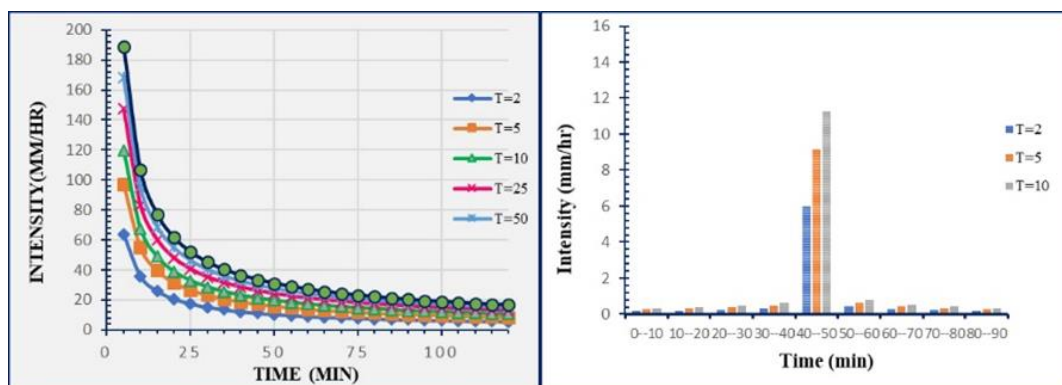 200
180
160
140
120
100
80
60
40
20
0
INTENSITY(MM/HR)
0 25 50 75 100
TIME (MIN)
T=2
T=5
T=10
T=25
T=50
16
14
12
10
8
6
4
2
0
Intensity (mm/hr)
0--10 10--20 20--30 30--40 40--50 50--60 60--70 70--80 80--90
Time (min)
T=2
T=5
T=10